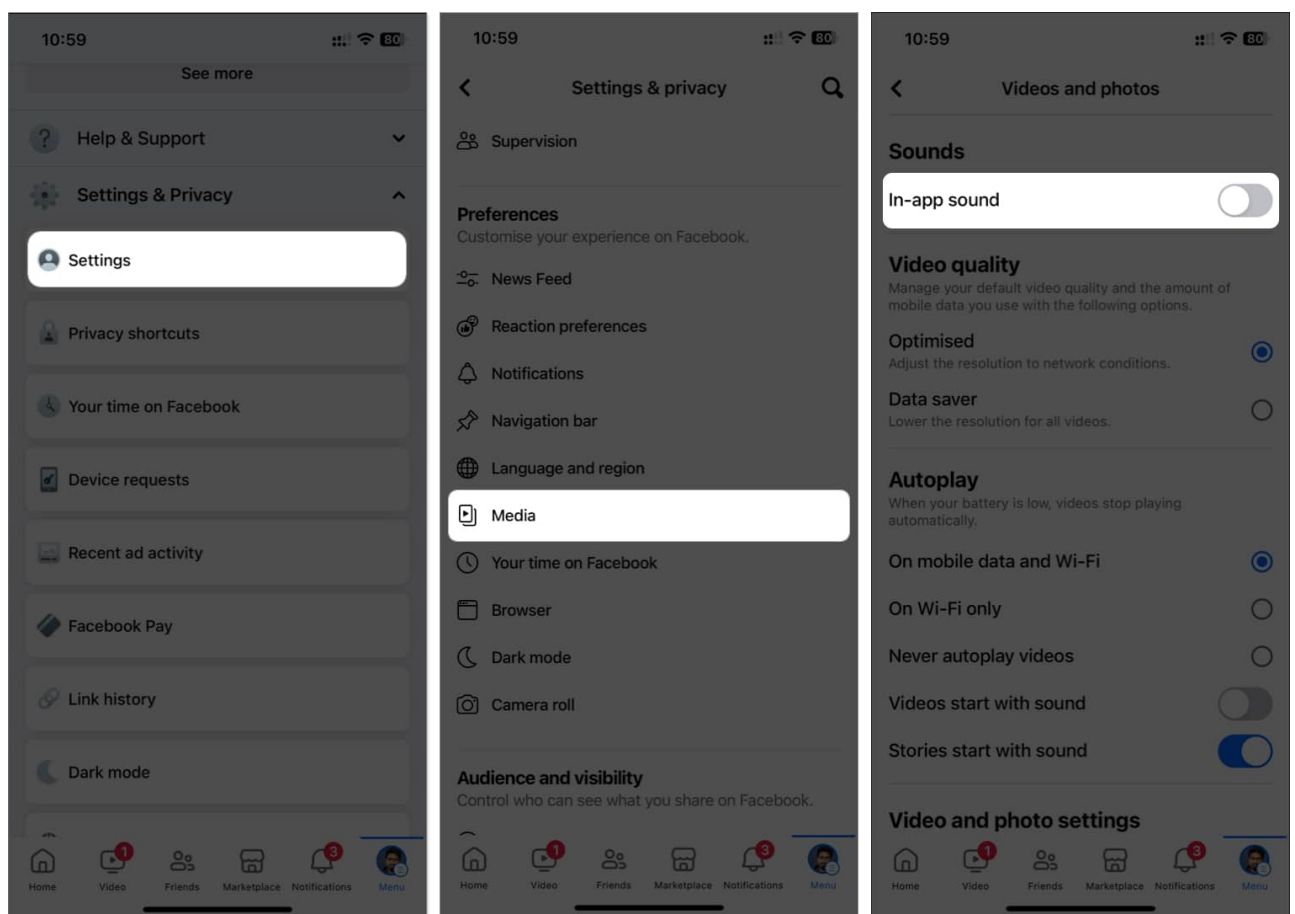 10:59
80
See more
Help & Support
Settings & Privacy
Settings
Privacy shortcuts
Your time on Facebook
Device requests
Recent ad activity
Facebook Pay
Link history
Dark mode
1
3
Home
Video
Friends
Marketplace
Notifications
Menu
10:59
80
Settings & privacy
Supervision
Preferences
Customise your experience on Facebook.
News Feed
Reaction preferences
Notifications
Navigation bar
Language and region
Media
Your time on Facebook
Browser
Dark mode
Camera roll
Audience and visibility
Control who can see what you share on Facebook.
1
3
Home
Video
Friends
Marketplace
Notifications
Menu
10:59
80
Videos and photos
Sounds
In-app sound
Video quality
Manage your default video quality and the amount of
mobile data you use with the following options.
Optimised
Adjust the resolution to network conditions.
Data saver
Lower the resolution for all videos.
Autoplay
When your battery is low, videos stop playing
automatically.
On mobile data and Wi-Fi
On Wi-Fi only
Never autoplay videos
Videos start with sound
Stories start with sound
Video and photo settings
1
3
Home
Video
Friends
Marketplace
Notifications
Menu